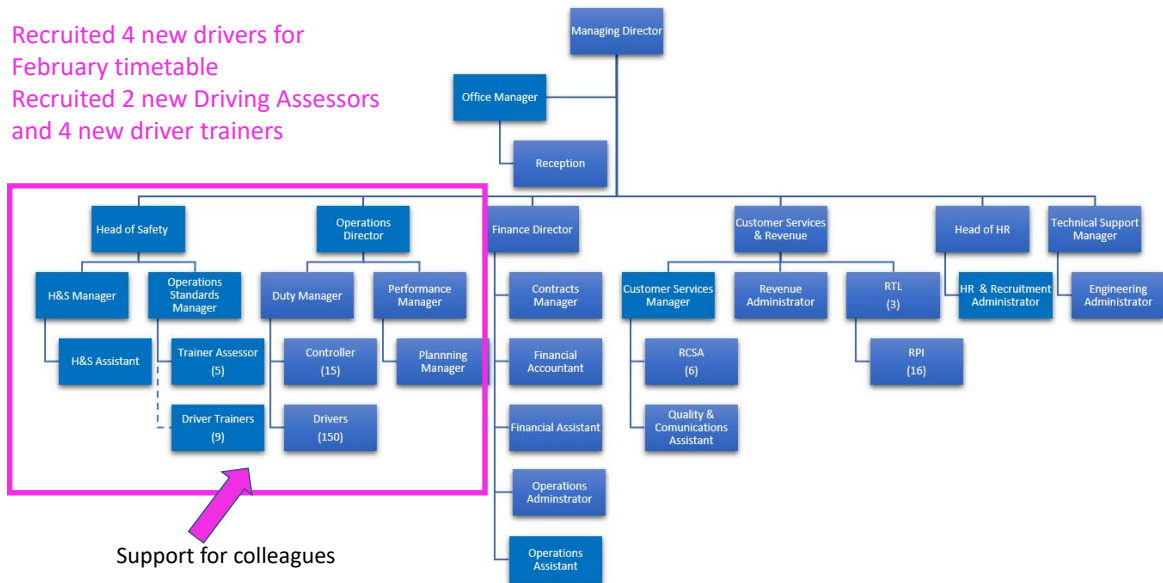 Recruited 4 new drivers for
February timetable
Recruited 2 new Driving Assessors
and 4 new driver trainers
Managing Director
Office Manager
Reception
Head of Safety
Operations
Director
Finance Director
Customer Services
& Revenue
Head of HR
Technical Support
Manager
H&S Manager
Operations
Standards
Manager
Duty Manager
Performance
Manager
Contracts
Manager
Customer Services
Manager
Revenue
Administrator
RTL
(3)
HR & Recruitment
Administrator
Engineering
Administrator
H&S Assistant
Trainer Assessor
(5)
Controller
(15)
Plannning
Manager
Financial
Accountant
RCSA
(6)
RPI
(16)
Driver Trainers
(9)
Drivers
(150)
Financial Assistant
Quality &
Comunications
Assistant
Operations
Adminstrator
Operations
Assistant
Support for colleagues